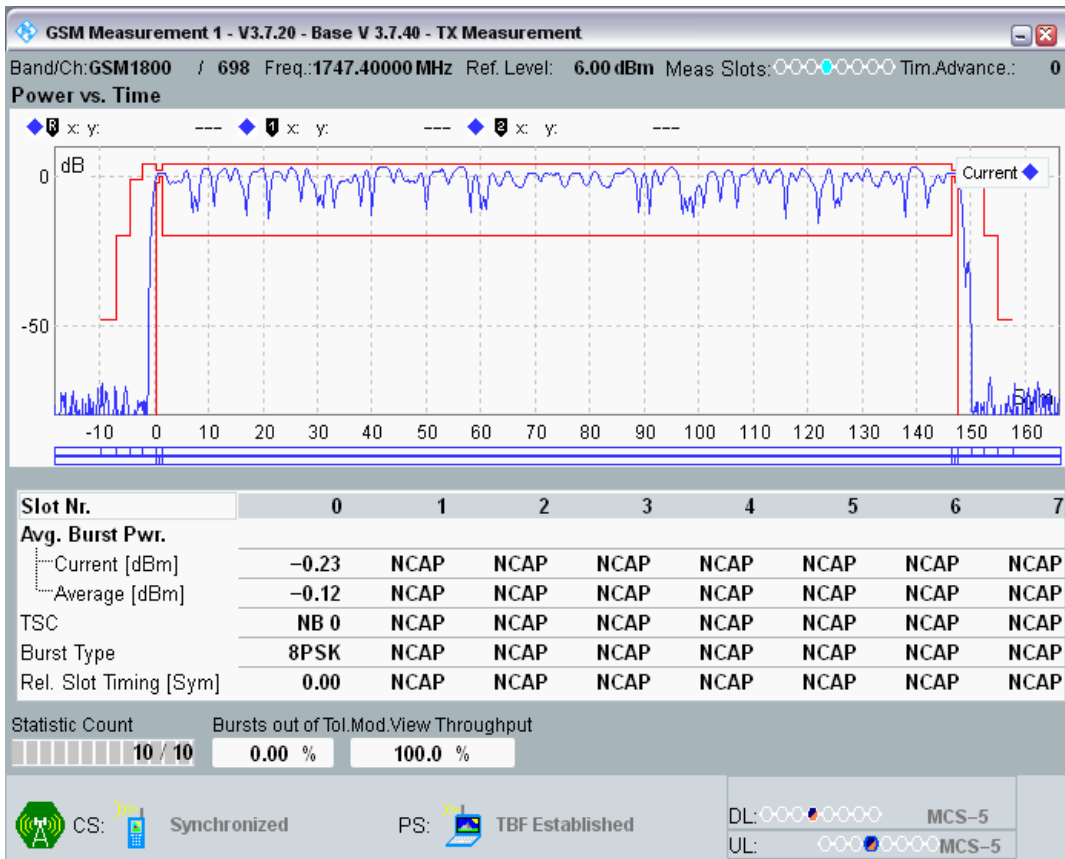 GSM Measurement 1 - V3.7.20 - Base V 3.7.40 - TX Measurement
Band/Ch:GSM1800 / 698 Freq.:1747.40000 MHz Ref. Level: 6.00 dBm Meas Slots: Tim.Advance.: 0
Power vs. Time
R x: y: --- 1 x: y: --- 2 x: y: ---
dB
Current
0
-50
Sym
-10 0 10 20 30 40 50 60 70 80 90 100 110 120 130 140 150 160
Slot Nr. 0 1 2 3 4 5 6 7
Avg. Burst Pwr.
Current [dBm] −0.23 NCAP NCAP NCAP NCAP NCAP NCAP NCAP
Average [dBm] −0.12 NCAP NCAP NCAP NCAP NCAP NCAP NCAP
TSC NB 0 NCAP NCAP NCAP NCAP NCAP NCAP NCAP
Burst Type 8PSK NCAP NCAP NCAP NCAP NCAP NCAP NCAP
Rel. Slot Timing [Sym] 0.00 NCAP NCAP NCAP NCAP NCAP NCAP NCAP
Statistic Count Bursts out of Tol. Mod.View Throughput
10 / 10 0.00 % 100.0 %
CS: Synchronized PS: TBF Established
DL: MCS−5
UL: MCS−5